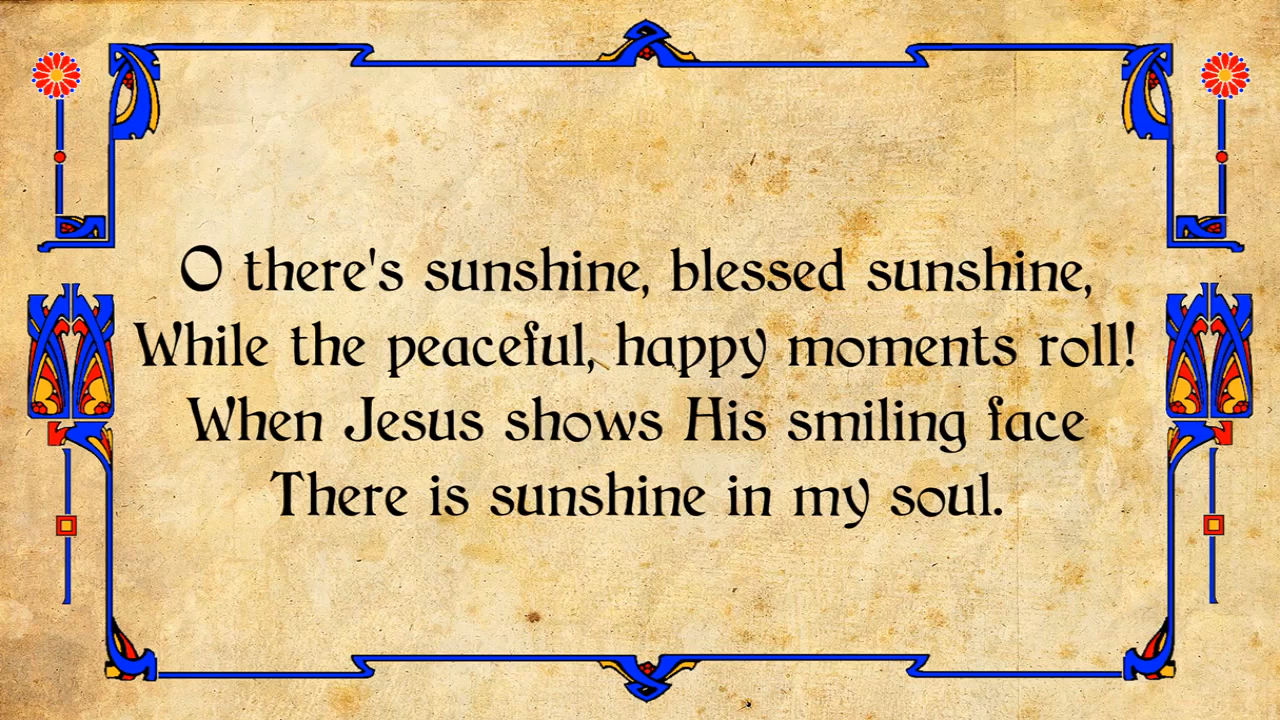 O there's sunshine, blessed sunshine,
While the peaceful, happy moments roll!
When Jesus shows His smiling face
There is sunshine in my soul.